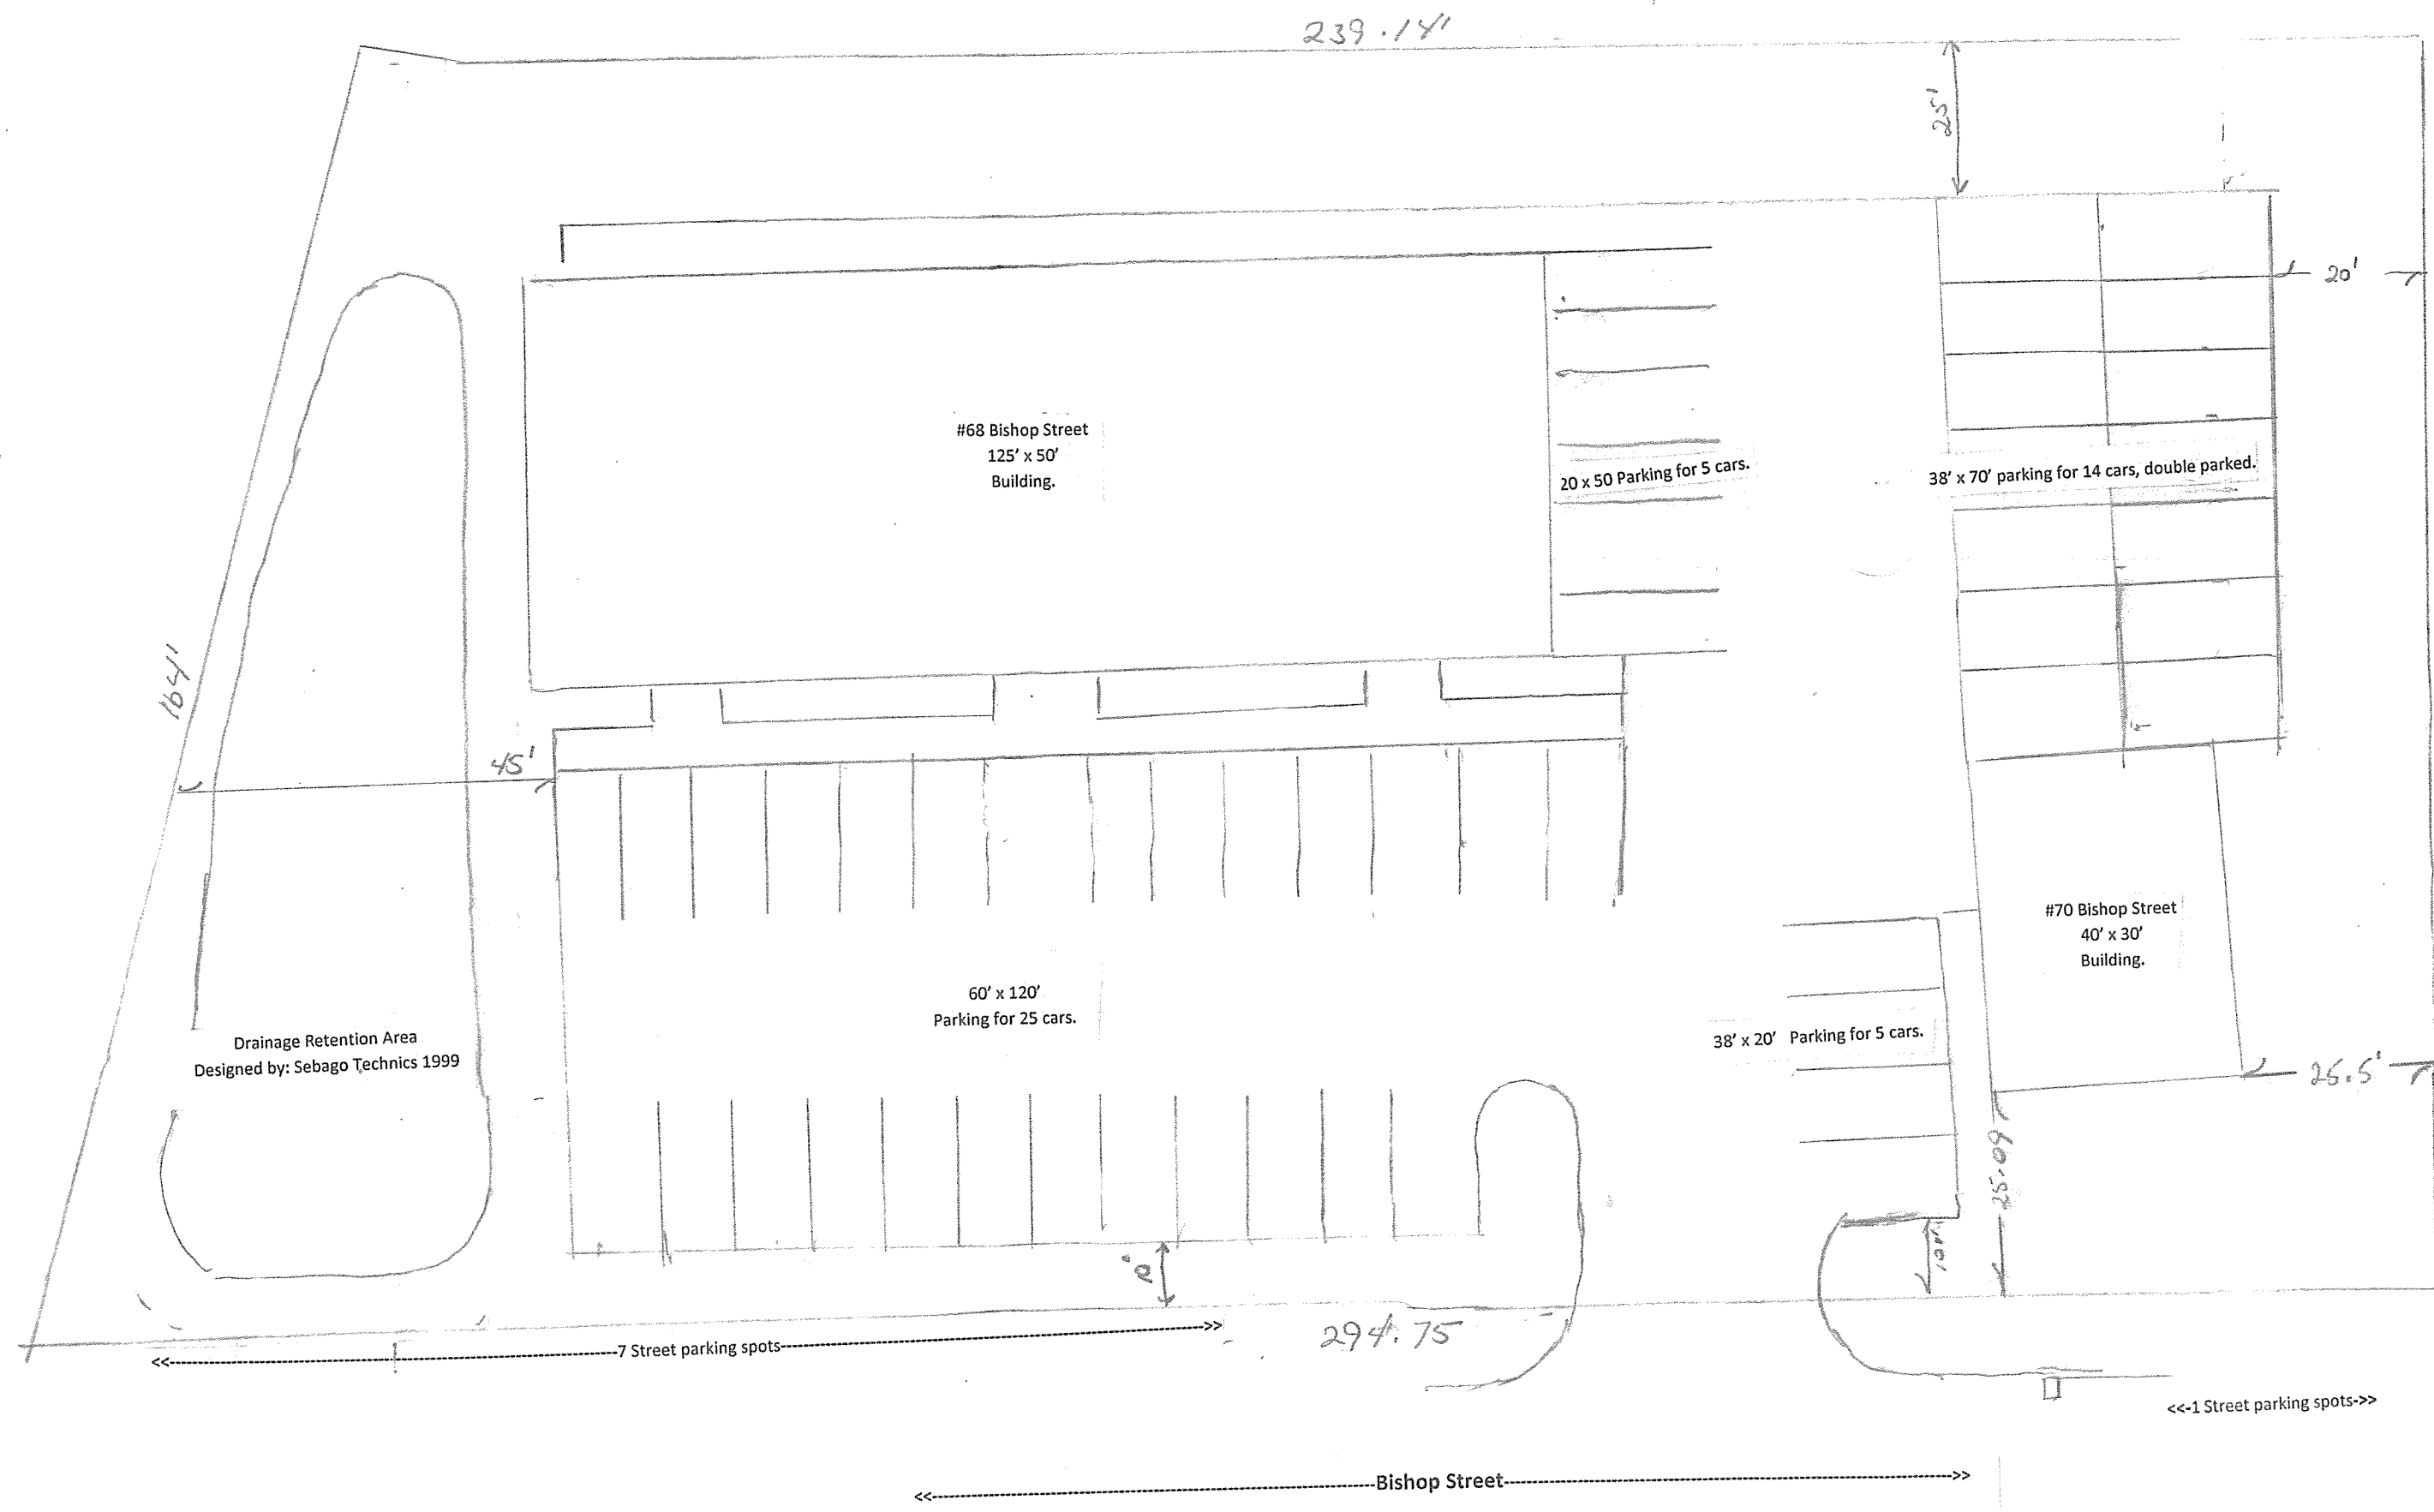 239.14'
25'
20'
#68 Bishop Street
125' x 50'
Building.
20 x 50 Parking for 5 cars.
38' x 70' parking for 14 cars, double parked.
164'
45'
#70 Bishop Street
40' x 30'
Building.
60' x 120'
Parking for 25 cars.
38' x 20' Parking for 5 cars.
Drainage Retention Area
Designed by: Sebago Technics 1999
25.5'
25.09
10'
294.75
<<-7 Street parking spots->>
<<-1 Street parking spots->>
<<-Bishop Street->>